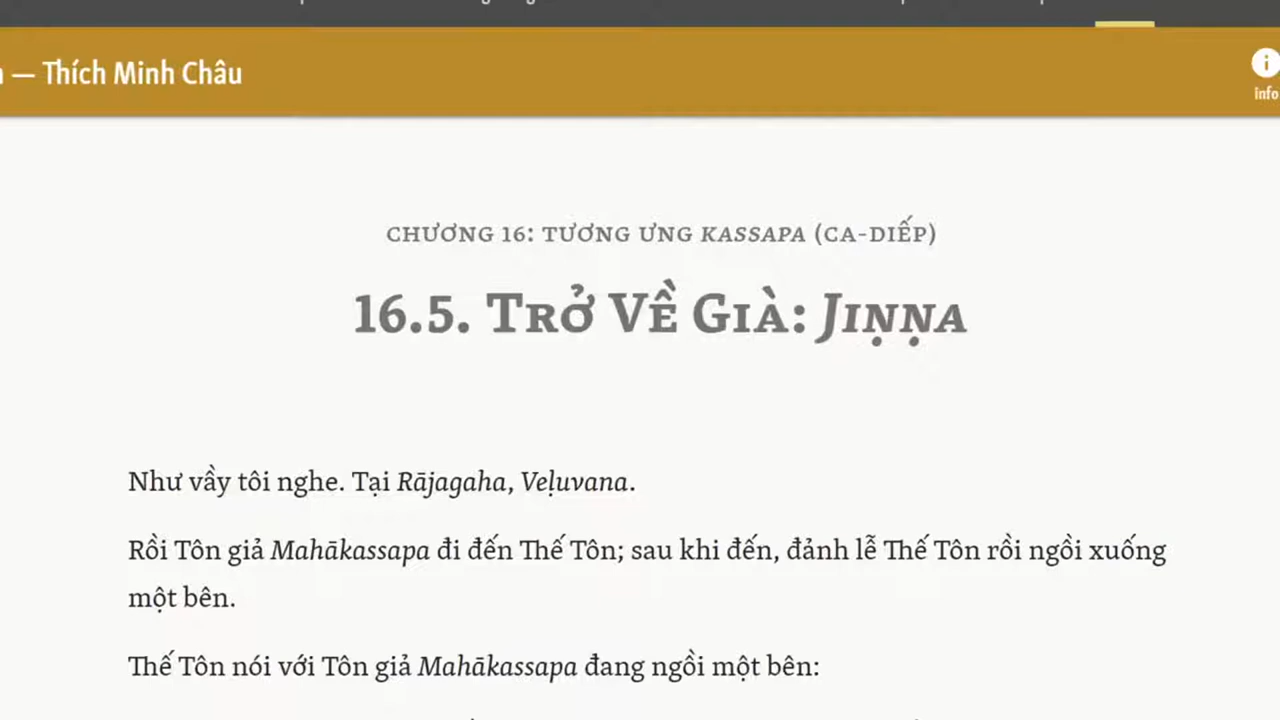 — Thích Minh Châu
info
CHƯƠNG 16: TƯƠNG ƯNG KASSAPA (CA-DIẾP)
16.5. Trở Về Già: Jiṇṇa
Như vầy tôi nghe. Tại Rājagaha, Veḷuvana.
Rồi Tôn giả Mahākassapa đi đến Thế Tôn; sau khi đến, đảnh lễ Thế Tôn rồi ngồi xuống
một bên.
Thế Tôn nói với Tôn giả Mahākassapa đang ngồi một bên: